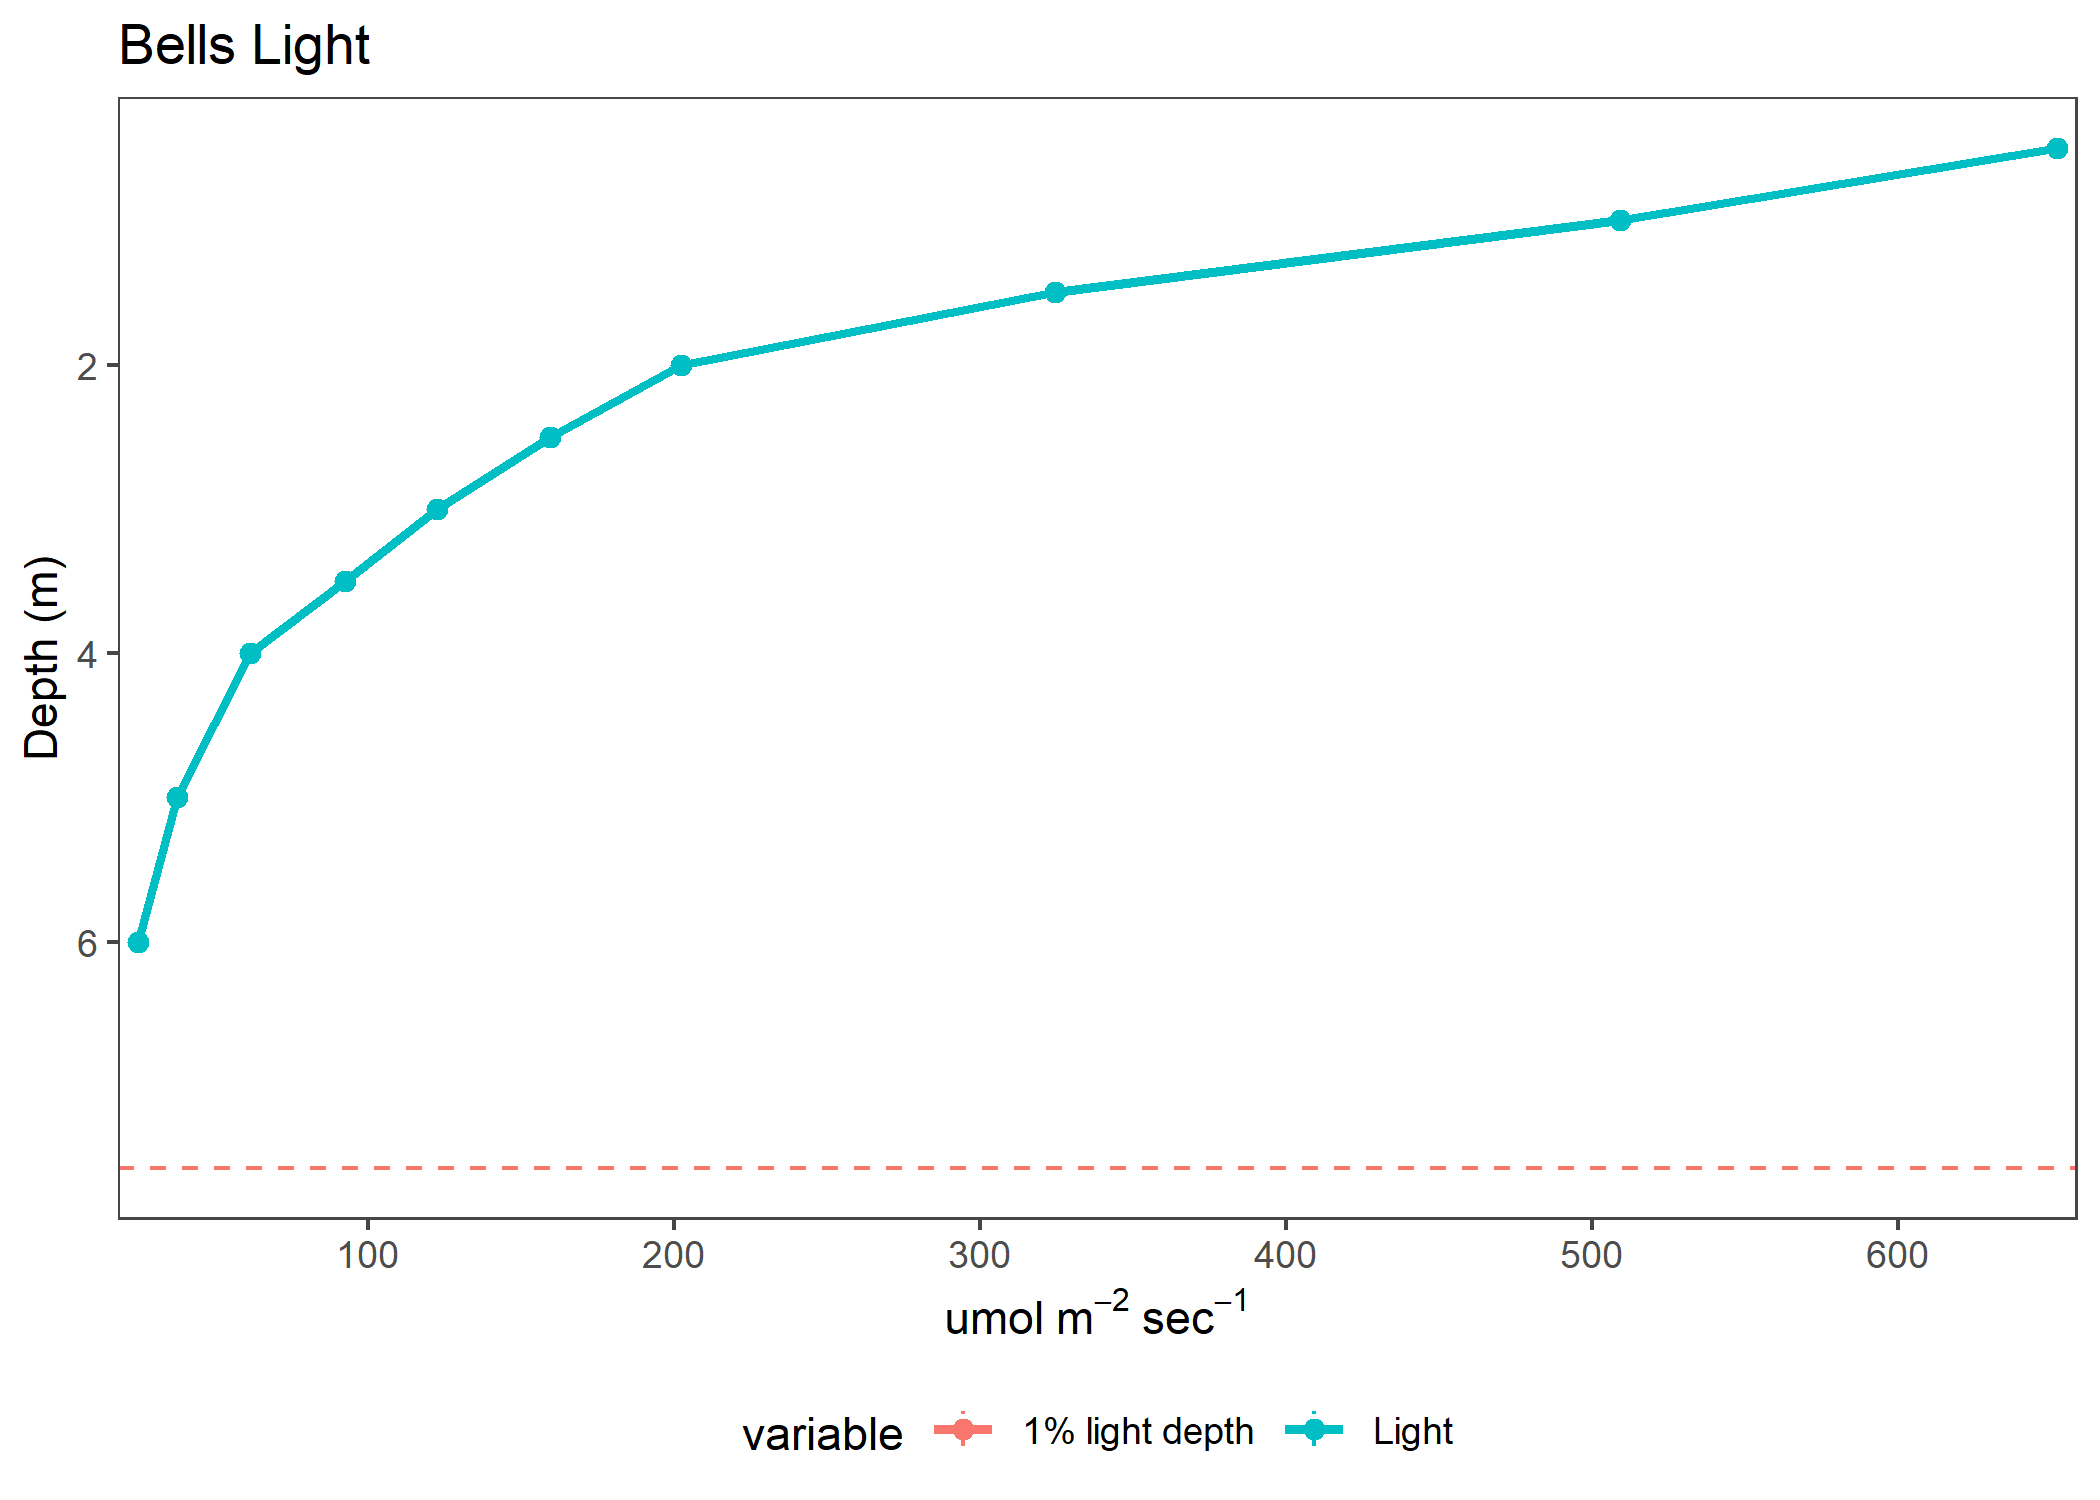 Bells Light
Depth (m)
2
4
6
100 200 300 400 500 600
umol m⁻² sec⁻¹
variable 1% light depth Light